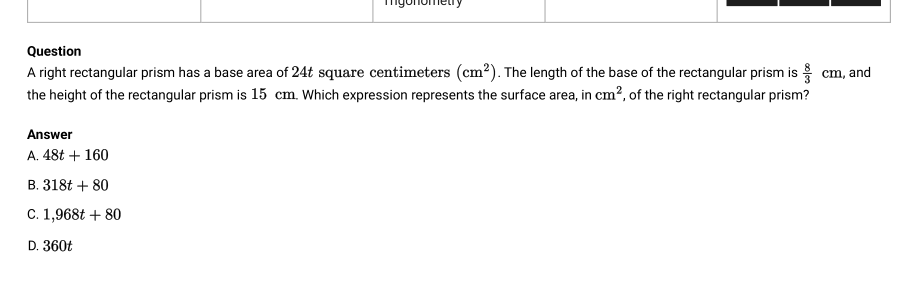 Trigonometry
Question
A right rectangular prism has a base area of 24t square centimeters (cm²). The length of the base of the rectangular prism is 8/3 cm, and
the height of the rectangular prism is 15 cm. Which expression represents the surface area, in cm², of the right rectangular prism?
Answer
A. 48t + 160
B. 318t + 80
C. 1,968t + 80
D. 360t